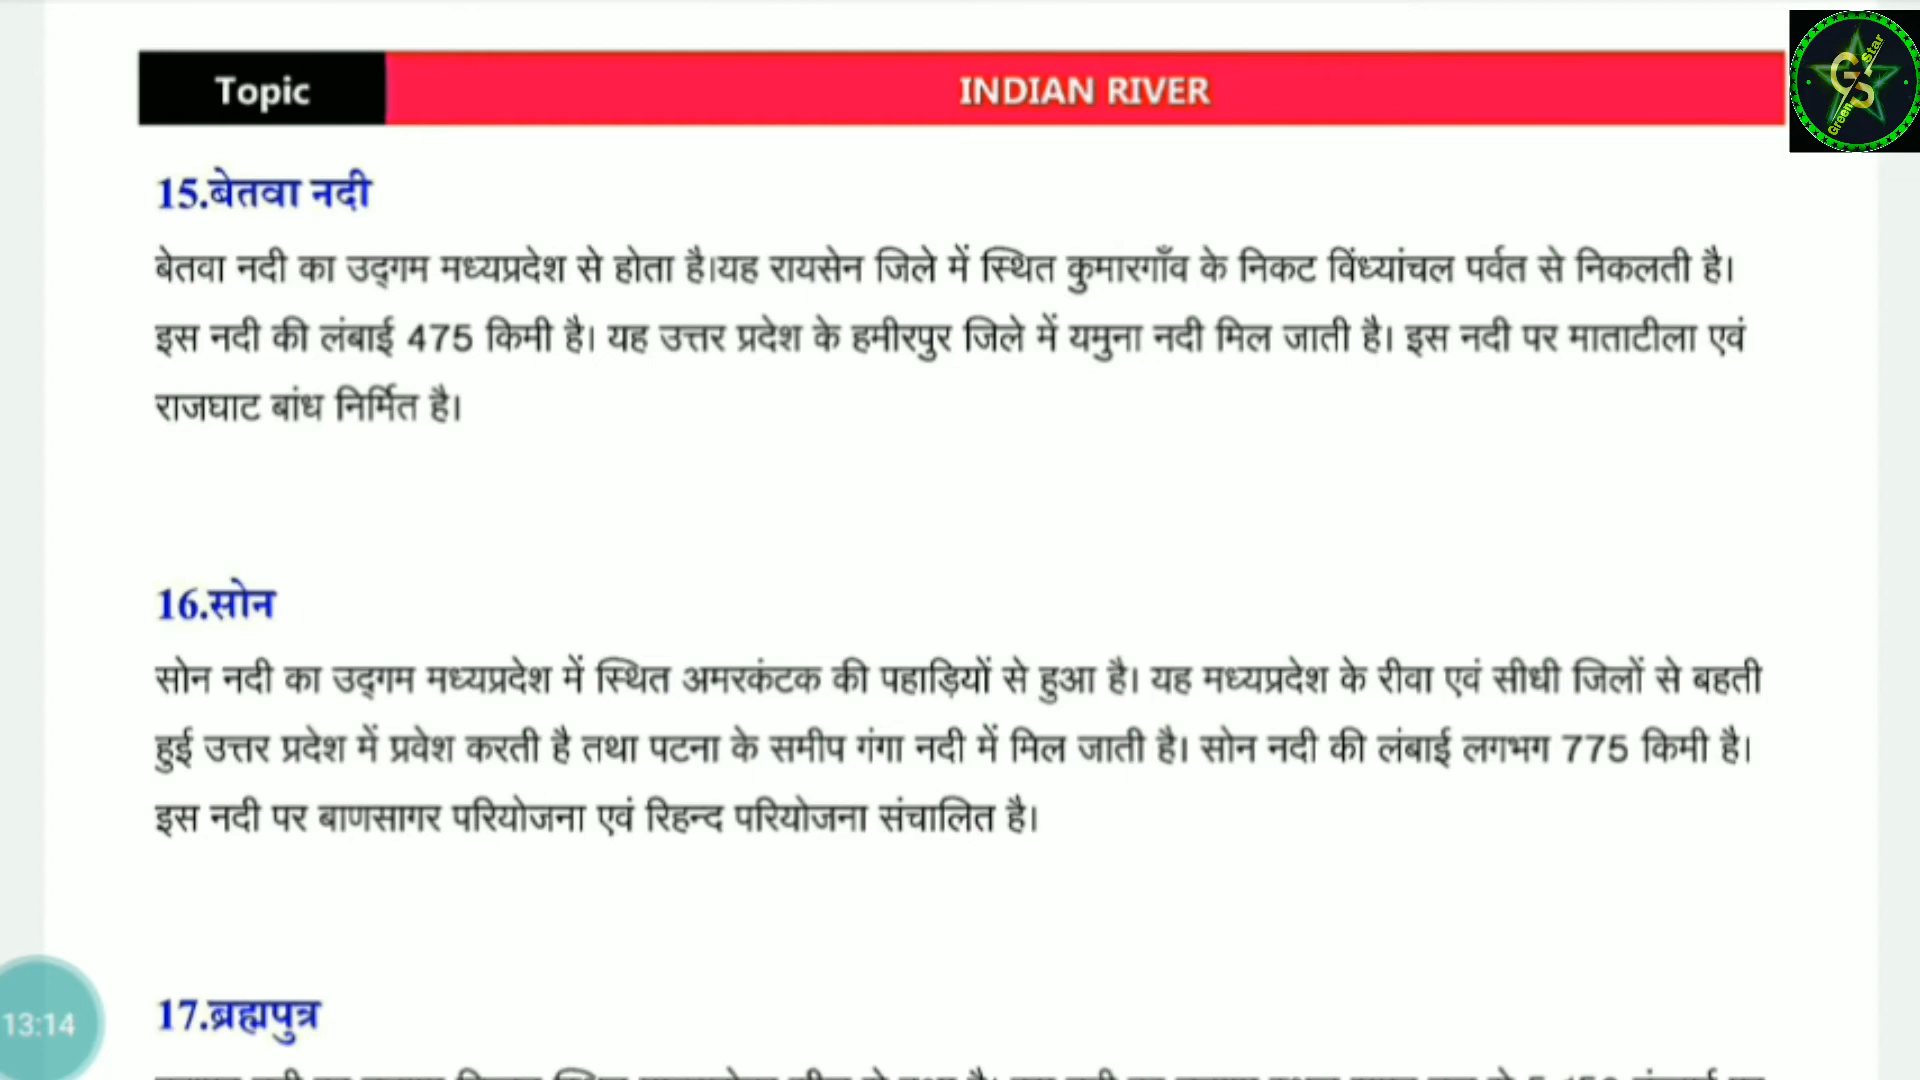 Topic
INDIAN RIVER
Green Star
GS
15.बेतवा नदी
बेतवा नदी का उद्गम मध्यप्रदेश से होता है।यह रायसेन जिले में स्थित कुमारगाँव के निकट विंध्यांचल पर्वत से निकलती है।
इस नदी की लंबाई 475 किमी है। यह उत्तर प्रदेश के हमीरपुर जिले में यमुना नदी मिल जाती है। इस नदी पर माताटीला एवं
राजघाट बांध निर्मित है।
16.सोन
सोन नदी का उद्गम मध्यप्रदेश में स्थित अमरकंटक की पहाड़ियों से हुआ है। यह मध्यप्रदेश के रीवा एवं सीधी जिलों से बहती
हुई उत्तर प्रदेश में प्रवेश करती है तथा पटना के समीप गंगा नदी में मिल जाती है। सोन नदी की लंबाई लगभग 775 किमी है।
इस नदी पर बाणसागर परियोजना एवं रिहन्द परियोजना संचालित है।
17.ब्रह्मपुत्र
13:14